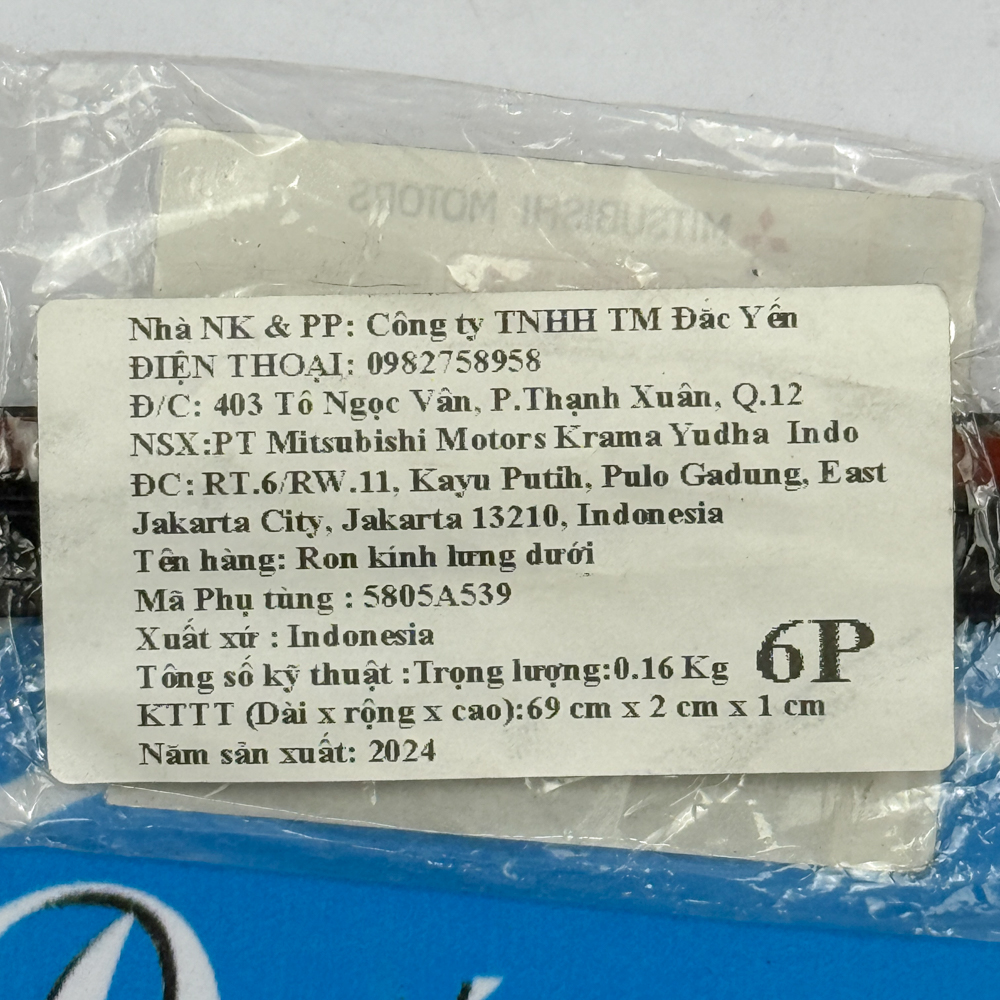 MITSUBISHI MOTORS
Nhà NK & PP: Công ty TNHH TM Đắc Yến
ĐIỆN THOẠI: 0982758958
Đ/C: 403 Tô Ngọc Vân, P.Thạnh Xuân, Q.12
NSX:PT Mitsubishi Motors Krama Yudha Indo
ĐC: RT.6/RW.11, Kayu Putih, Pulo Gadung, East
Jakarta City, Jakarta 13210, Indonesia
Tên hàng: Ron kính lưng dưới
Mã Phụ tùng : 5805A539
Xuất xứ : Indonesia
6P
Tông số kỹ thuật :Trọng lượng:0.16 Kg
KTTT (Dài x rộng x cao):69 cm x 2 cm x 1 cm
Năm sản xuất: 2024